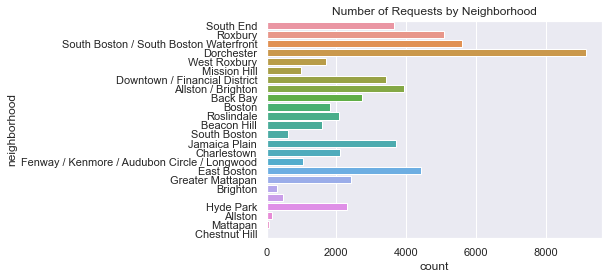 Number of Requests by Neighborhood
South End
Roxbury
South Boston / South Boston Waterfront
Dorchester
West Roxbury
Mission Hill
Downtown / Financial District
Allston / Brighton
Back Bay
Boston
Roslindale
Beacon Hill
South Boston
Jamaica Plain
Charlestown
Fenway / Kenmore / Audubon Circle / Longwood
East Boston
Greater Mattapan
Brighton
Hyde Park
Allston
Mattapan
Chestnut Hill
neighborhood
0 2000 4000 6000 8000
count